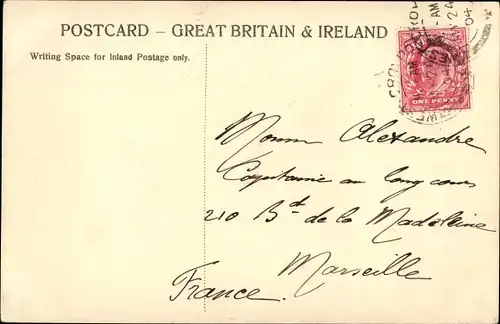 POSTCARD — GREAT BRITAIN & IRELAND
Writing Space for Inland Postage only.
ONE PENNY
Alexandre
Capitaine au long cours
210 Bd de la Madeleine
Marseille
France.